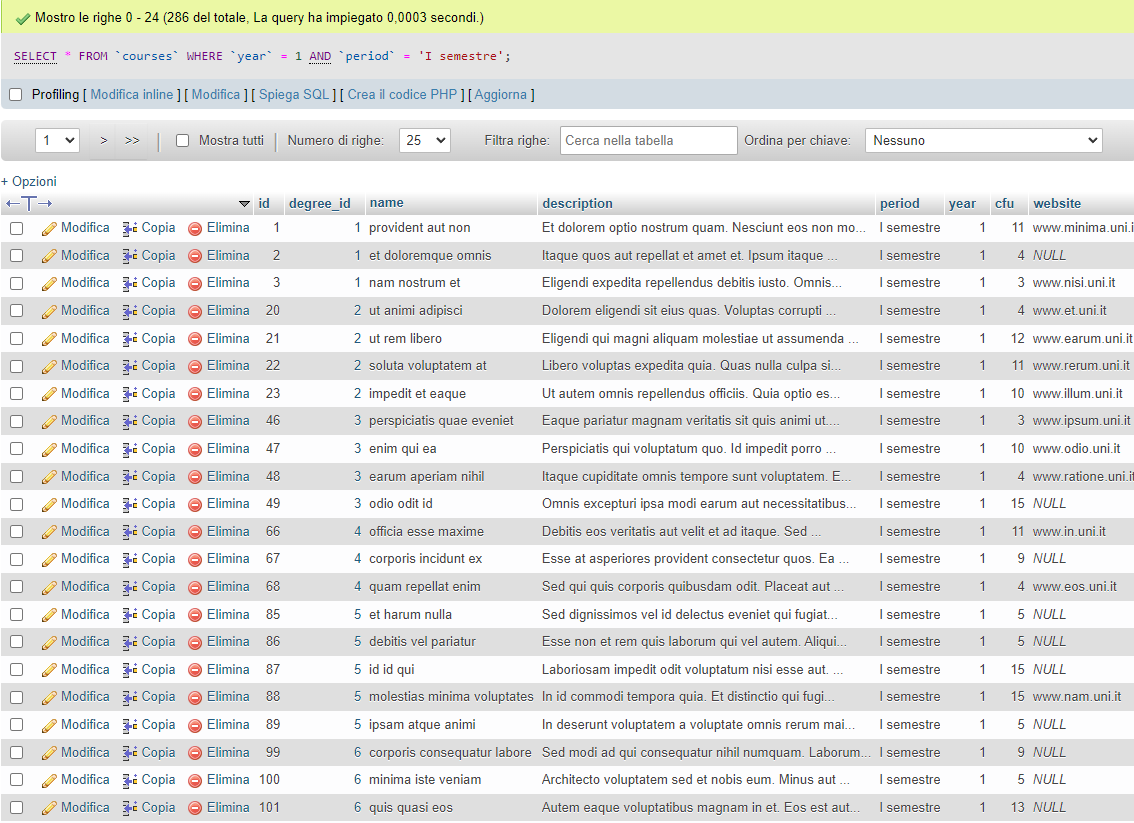 Mostro le righe 0 - 24 (286 del totale, La query ha impiegato 0,0003 secondi.)
SELECT * FROM `courses` WHERE `year` = 1 AND `period` = 'I semestre';
Profiling [ Modifica inline ] [ Modifica ] [ Spiega SQL ] [ Crea il codice PHP ] [ Aggiorna ]
1 > >> | Mostra tutti | Numero di righe: 25 Filtra righe: Cerca nella tabella Ordina per chiave: Nessuno
+ Opzioni
←T→ id degree_id name description period year cfu website
Modifica Copia Elimina 1 1 provident aut non Et dolorem optio nostrum quam. Nesciunt eos non mo... I semestre 1 11 www.minima.uni.i
Modifica Copia Elimina 2 1 et doloremque omnis Itaque quos aut repellat et amet et. Ipsum itaque ... I semestre 1 4 NULL
Modifica Copia Elimina 3 1 nam nostrum et Eligendi expedita repellendus debitis iusto. Omnis... I semestre 1 3 www.nisi.uni.it
Modifica Copia Elimina 20 2 ut animi adipisci Dolorem eligendi sit eius quas. Voluptas corrupti ... I semestre 1 4 www.et.uni.it
Modifica Copia Elimina 21 2 ut rem libero Eligendi qui magni aliquam molestiae ut assumenda ... I semestre 1 12 www.earum.uni.it
Modifica Copia Elimina 22 2 soluta voluptatem at Libero voluptas expedita quia. Quas nulla culpa si... I semestre 1 11 www.rerum.uni.it
Modifica Copia Elimina 23 2 impedit et eaque Ut autem omnis repellendus officiis. Quia optio es... I semestre 1 10 www.illum.uni.it
Modifica Copia Elimina 46 3 perspiciatis quae eveniet Eaque pariatur magnam veritatis sit quis animi ut.... I semestre 1 3 www.ipsum.uni.it
Modifica Copia Elimina 47 3 enim qui ea Perspiciatis qui voluptatum quo. Id impedit porro ... I semestre 1 10 www.odio.uni.it
Modifica Copia Elimina 48 3 earum aperiam nihil Itaque cupiditate omnis tempore sunt voluptatem. E... I semestre 1 4 www.ratione.uni.it
Modifica Copia Elimina 49 3 odio odit id Omnis excepturi ipsa modi earum aut necessitatibus... I semestre 1 15 NULL
Modifica Copia Elimina 66 4 officia esse maxime Debitis eos veritatis aut velit et ad itaque. Sed ... I semestre 1 11 www.in.uni.it
Modifica Copia Elimina 67 4 corporis incidunt ex Esse at asperiores provident consectetur quos. Ea ... I semestre 1 9 NULL
Modifica Copia Elimina 68 4 quam repellat enim Sed qui quis corporis quibusdam odit. Placeat aut ... I semestre 1 4 www.eos.uni.it
Modifica Copia Elimina 85 5 et harum nulla Sed dignissimos vel id delectus eveniet qui fugiat... I semestre 1 5 NULL
Modifica Copia Elimina 86 5 debitis vel pariatur Esse non et rem quis laborum qui vel autem. Aliqui... I semestre 1 5 NULL
Modifica Copia Elimina 87 5 id id qui Laboriosam impedit odit voluptatum nisi esse aut. ... I semestre 1 15 NULL
Modifica Copia Elimina 88 5 molestias minima voluptates In id commodi tempora quia. Et distinctio qui fugi... I semestre 1 15 www.nam.uni.it
Modifica Copia Elimina 89 5 ipsam atque animi In deserunt voluptatem a voluptate omnis rerum mai... I semestre 1 5 NULL
Modifica Copia Elimina 99 6 corporis consequatur labore Sed modi ad qui consequatur nihil numquam. Laborum... I semestre 1 9 NULL
Modifica Copia Elimina 100 6 minima iste veniam Architecto voluptatem sed et nobis eum. Minus aut ... I semestre 1 5 NULL
Modifica Copia Elimina 101 6 quis quasi eos Autem eaque voluptatibus magnam in et. Eos est aut... I semestre 1 13 NULL